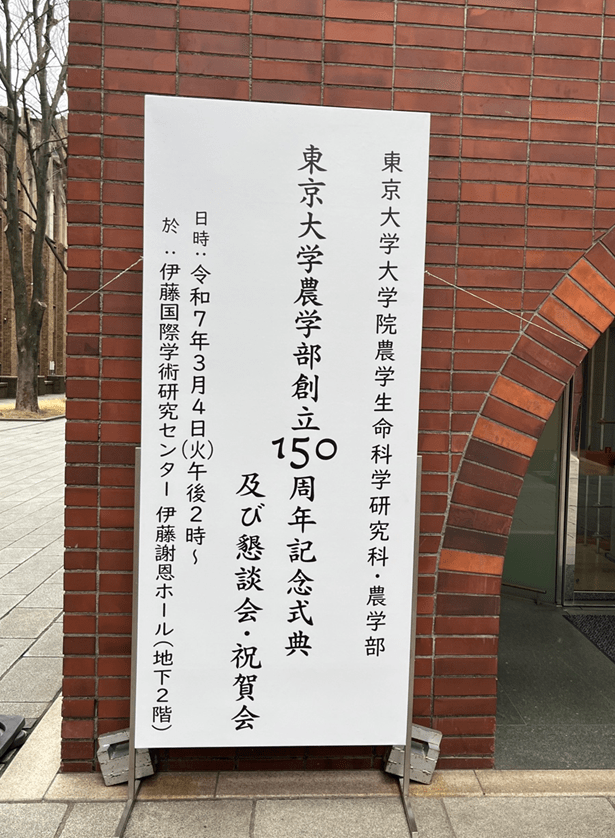 東京大学大学院農学生命科学研究科・農学部
東京大学農学部創立150周年記念式典
及び懇談会・祝賀会
日時：令和7年3月4日(火)午後2時～
於：伊藤国際学術研究センター 伊藤謝恩ホール(地下2階)